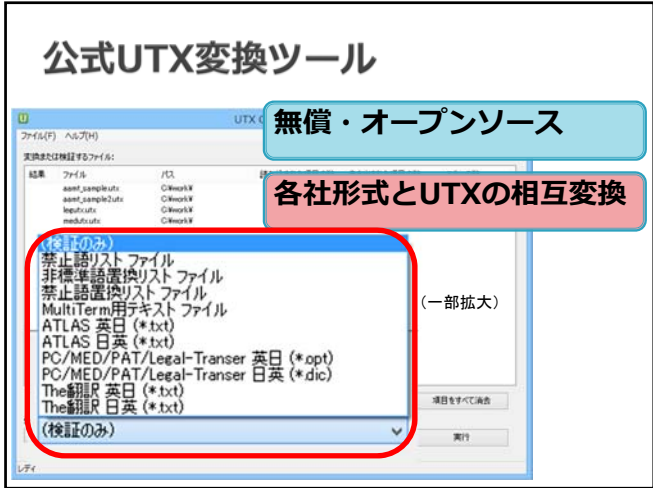 公式UTX変換ツール
UTX C
無償・オープンソース
ファイル(F) ヘルプ(H)
変換または検証するファイル:
結果 ファイル パス
aamt_sample.utx C:¥work¥
aamt_sample2.utx C:¥work¥
legutx.utx C:¥work¥
medutx.utx C:¥work¥
各社形式とUTXの相互変換
(検証のみ)
禁止語リスト ファイル
非標準語置換リスト ファイル
禁止語置換リスト ファイル
MultiTerm用テキスト ファイル
(一部拡大)
ATLAS 英日 (*.txt)
ATLAS 日英 (*.txt)
PC/MED/PAT/Legal-Transer 英日 (*.opt)
PC/MED/PAT/Legal-Transer 日英 (*.dic)
The翻訳 英日 (*.txt)
The翻訳 日英 (*.txt)
項目をすべて消去
(検証のみ)
実行
レディ